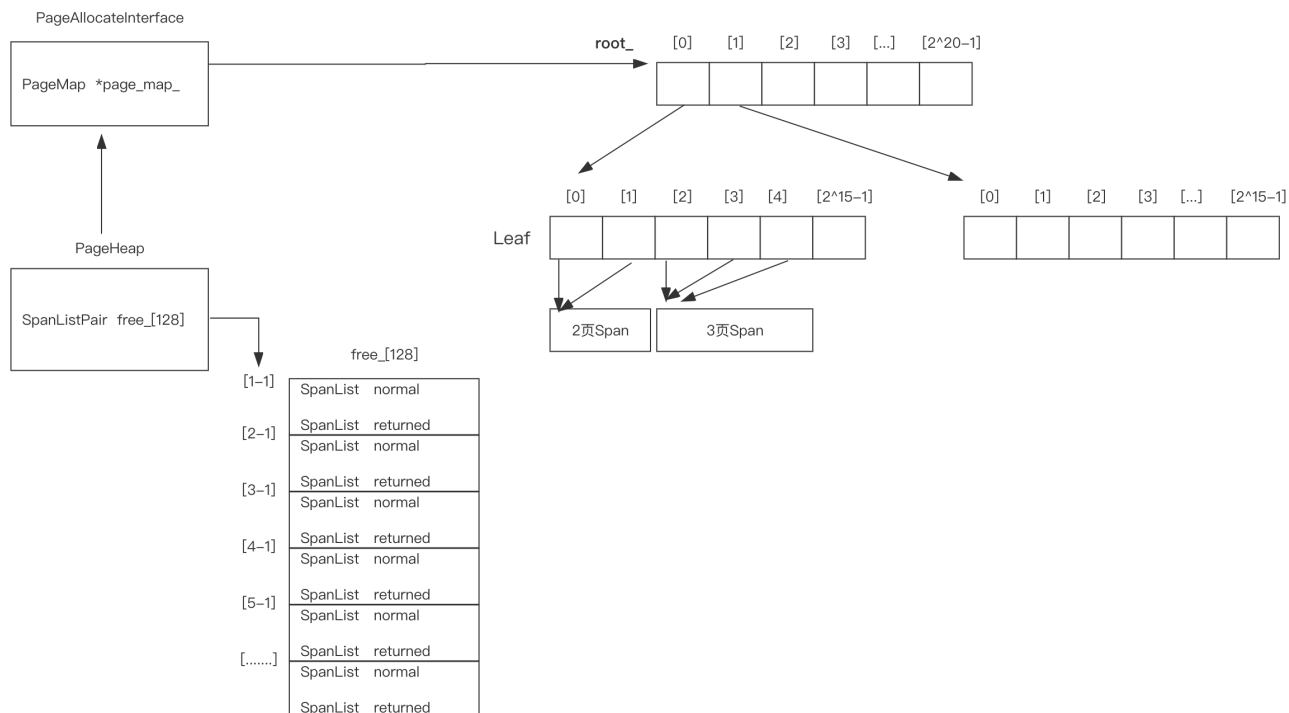 PageAllocateInterface
PageMap *page_map_
root_ [0] [1] [2] [3] [...] [2^20-1]
[0] [1] [2] [3] [4] [2^15-1]
[0] [1] [2] [3] [...] [2^15-1]
Leaf
2页Span
3页Span
PageHeap
SpanListPair free_[128]
free_[128]
[1-1]
SpanList normal
SpanList returned
[2-1]
SpanList normal
SpanList returned
[3-1]
SpanList normal
SpanList returned
[4-1]
SpanList normal
SpanList returned
[5-1]
SpanList normal
SpanList returned
[.......]
SpanList normal
SpanList returned